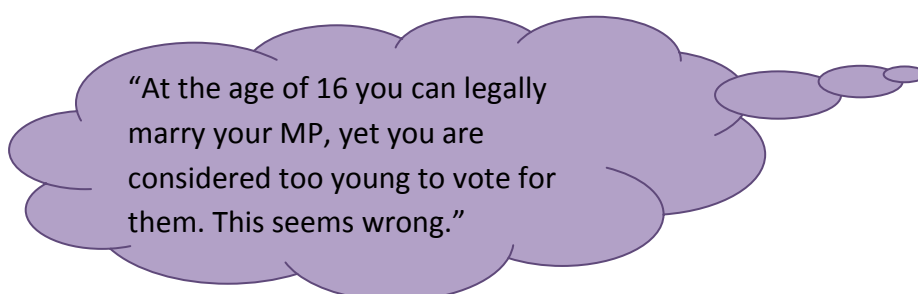 “At the age of 16 you can legally
marry your MP, yet you are
considered too young to vote for
them. This seems wrong.”